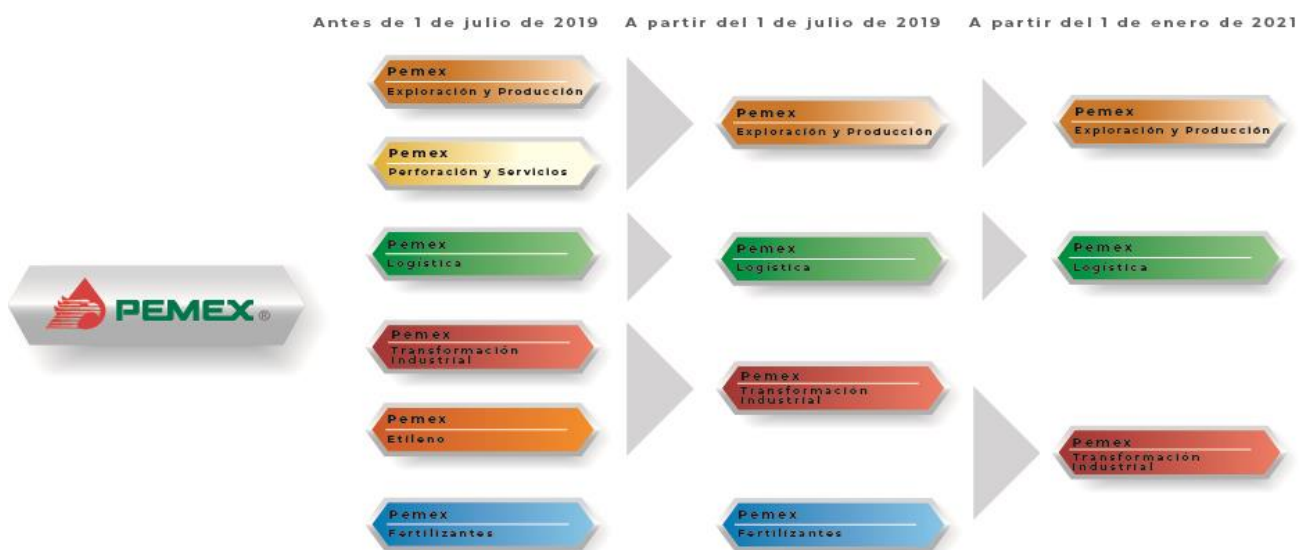 Antes de 1 de julio de 2019
A partir del 1 de julio de 2019
A partir del 1 de enero de 2021
Pemex
Exploración y Producción
Pemex
Perforación y Servicios
Pemex
Logística
Pemex
Transformación
Industrial
Pemex
Etileno
Pemex
Fertilizantes
Pemex
Exploración y Producción
Pemex
Logística
Pemex
Transformación
Industrial
Pemex
Fertilizantes
Pemex
Exploración y Producción
Pemex
Logística
Pemex
Transformación
Industrial
PEMEX®